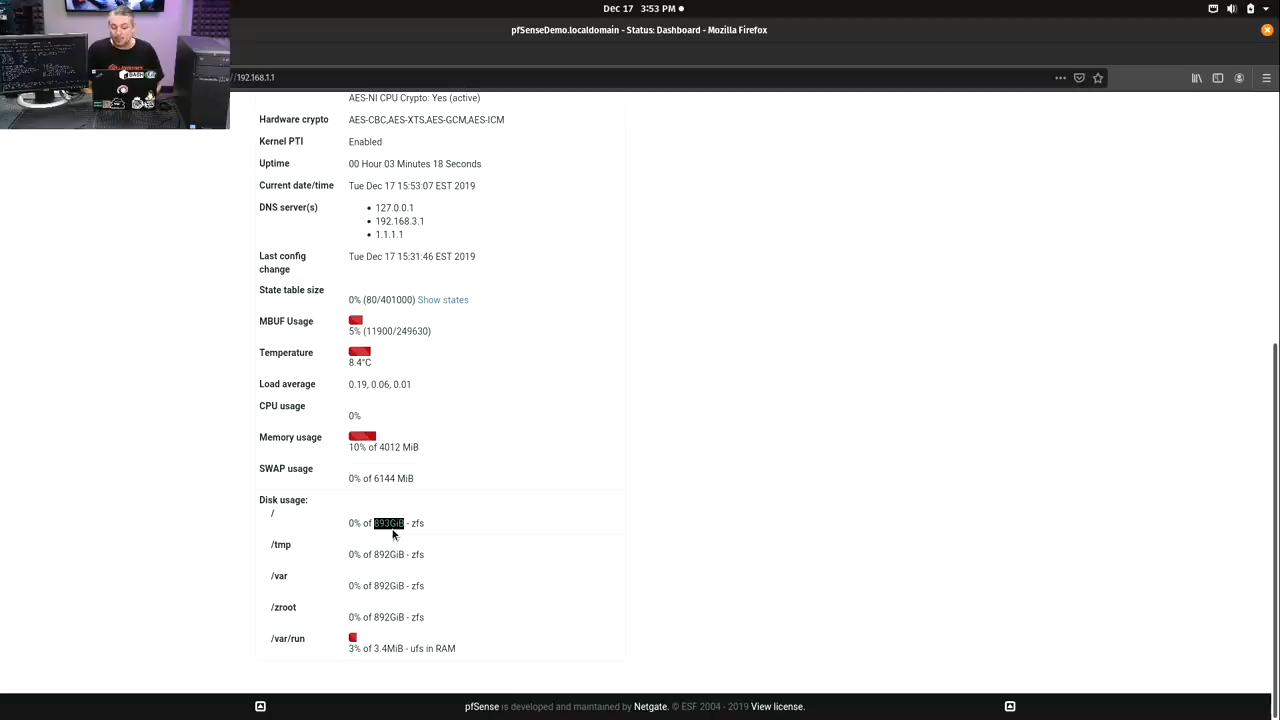 Dec 17 3:53 PM
pfSenseDemo.localdomain - Status: Dashboard - Mozilla Firefox
//192.168.1.1
AES-NI CPU Crypto: Yes (active)
Hardware crypto AES-CBC,AES-XTS,AES-GCM,AES-ICM
Kernel PTI Enabled
Uptime 00 Hour 03 Minutes 18 Seconds
Current date/time Tue Dec 17 15:53:07 EST 2019
DNS server(s) 127.0.0.1
192.168.3.1
1.1.1.1
Last config change Tue Dec 17 15:31:46 EST 2019
State table size
0% (80/401000) Show states
MBUF Usage
5% (11900/249630)
Temperature
8.4°C
Load average 0.19, 0.06, 0.01
CPU usage
0%
Memory usage
10% of 4012 MiB
SWAP usage
0% of 6144 MiB
Disk usage:
/
0% of 893GiB - zfs
/tmp
0% of 892GiB - zfs
/var
0% of 892GiB - zfs
/zroot
0% of 892GiB - zfs
/var/run
3% of 3.4MiB - ufs in RAM
pfSense is developed and maintained by Netgate. © ESF 2004 - 2019 View license.